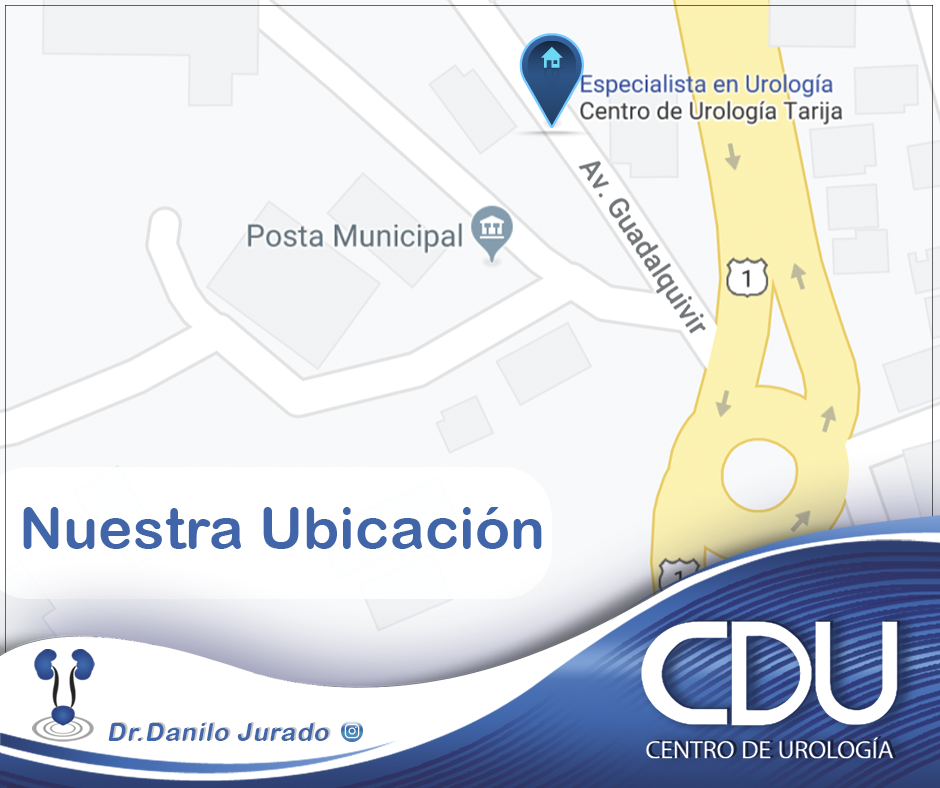 Especialista en Urología
Centro de Urología Tarija
Av. Guadalquivir
Posta Municipal
1
Nuestra Ubicación
1
CDU
Dr.Danilo Jurado
CENTRO DE UROLOGÍA